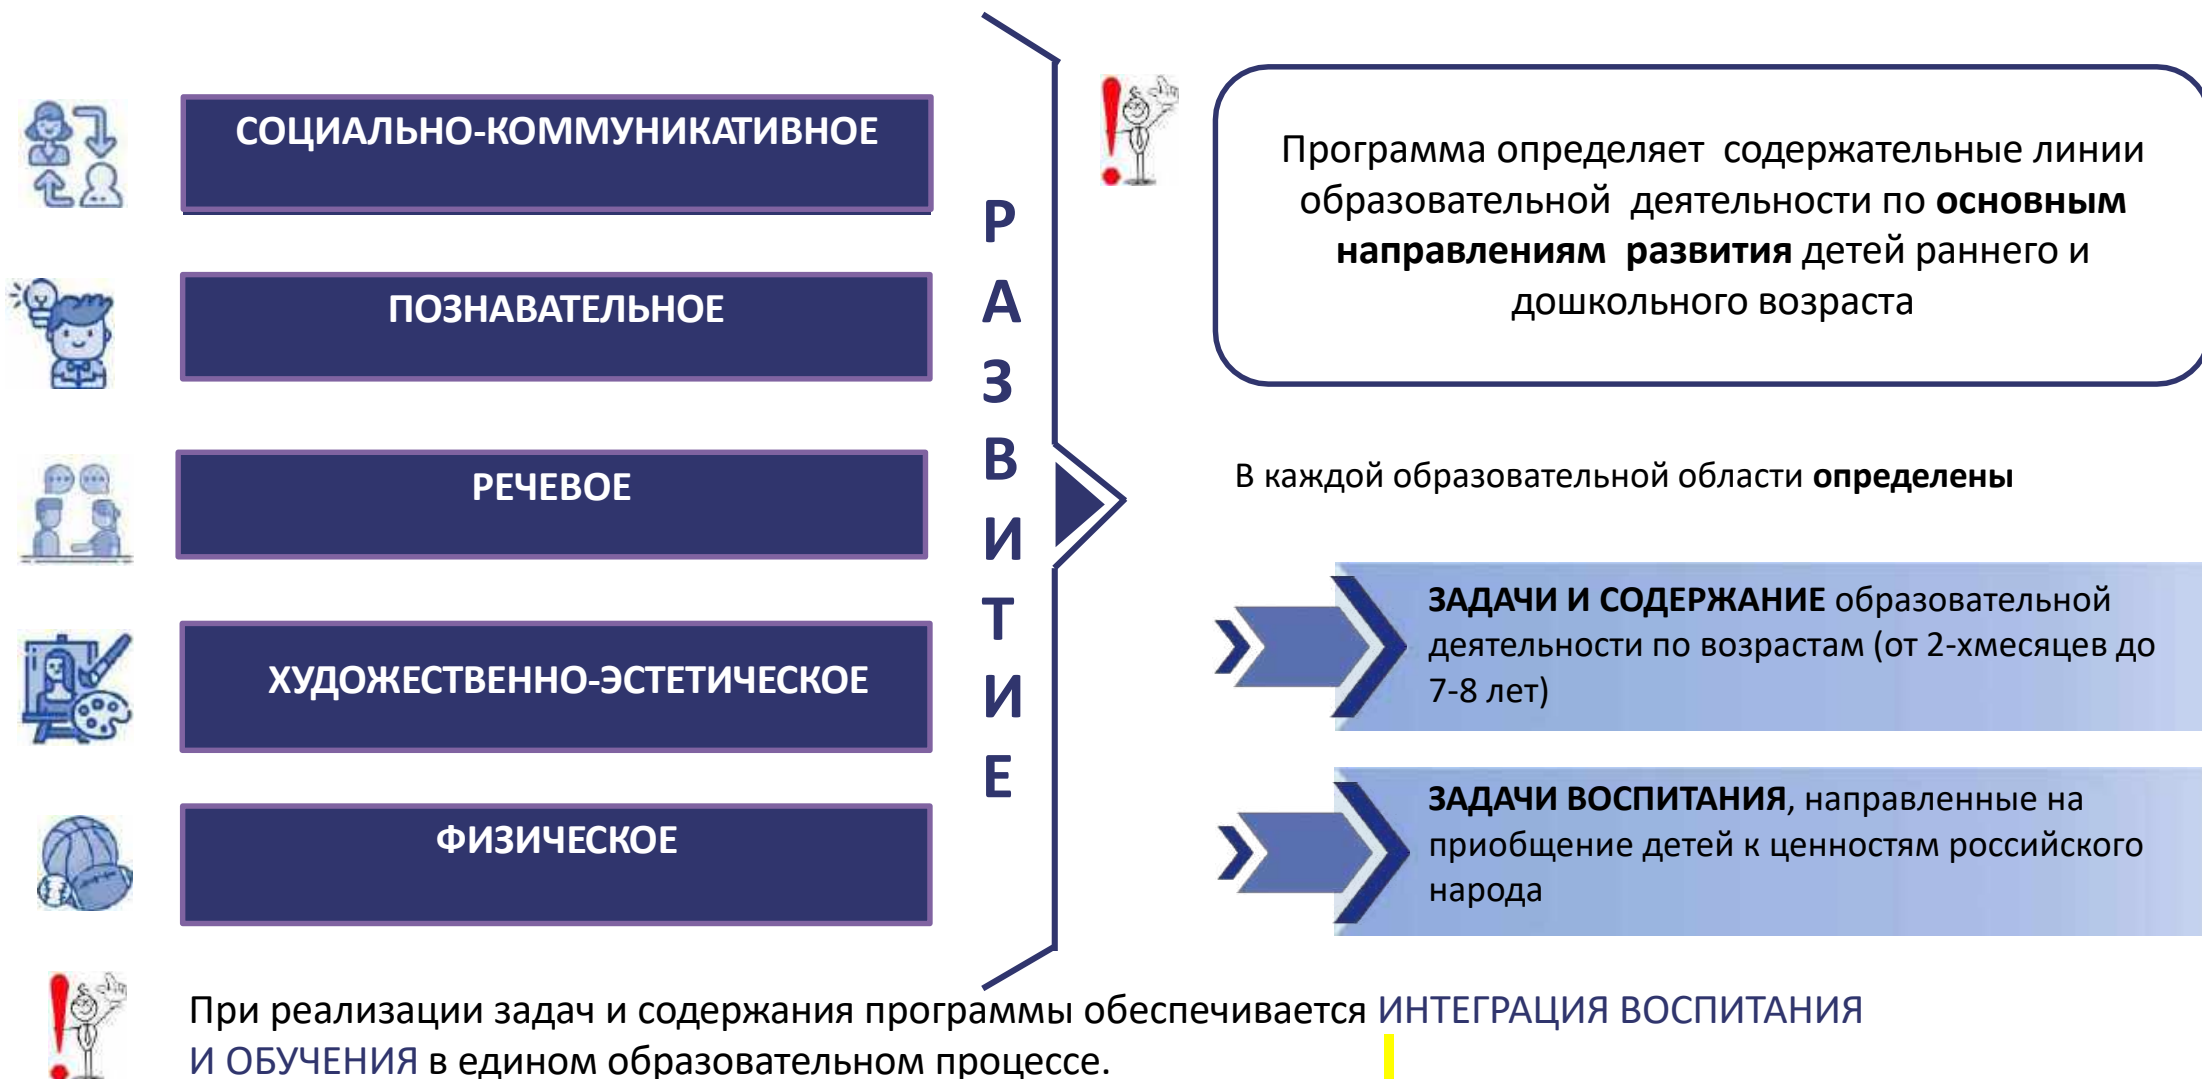 СОЦИАЛЬНО-КОММУНИКАТИВНОЕ
ПОЗНАВАТЕЛЬНОЕ
РЕЧЕВОЕ
ХУДОЖЕСТВЕННО-ЭСТЕТИЧЕСКОЕ
ФИЗИЧЕСКОЕ
Р
А
З
В
И
Т
И
Е
Программа определяет содержательные линии
образовательной деятельности по основным
направлениям развития детей раннего и
дошкольного возраста
В каждой образовательной области определены
ЗАДАЧИ И СОДЕРЖАНИЕ образовательной
деятельности по возрастам (от 2-хмесяцев до
7-8 лет)
ЗАДАЧИ ВОСПИТАНИЯ, направленные на
приобщение детей к ценностям российского
народа
При реализации задач и содержания программы обеспечивается ИНТЕГРАЦИЯ ВОСПИТАНИЯ
И ОБУЧЕНИЯ в едином образовательном процессе.